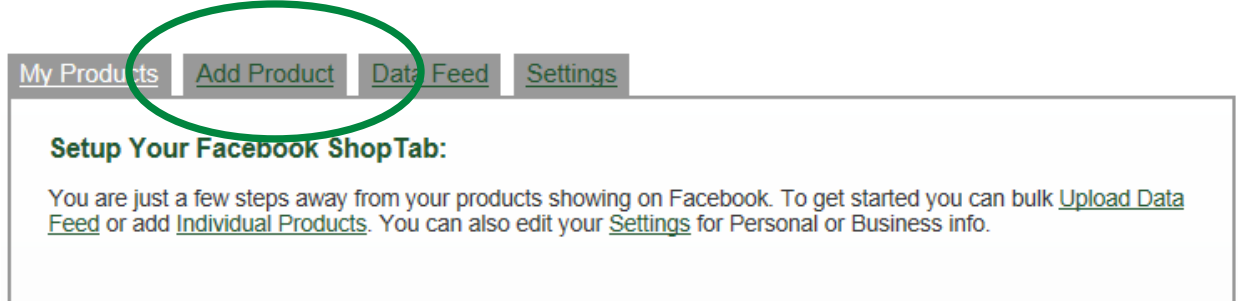 My Products Add Product Data Feed Settings
Setup Your Facebook ShopTab:
You are just a few steps away from your products showing on Facebook. To get started you can bulk Upload Data
Feed or add Individual Products. You can also edit your Settings for Personal or Business info.